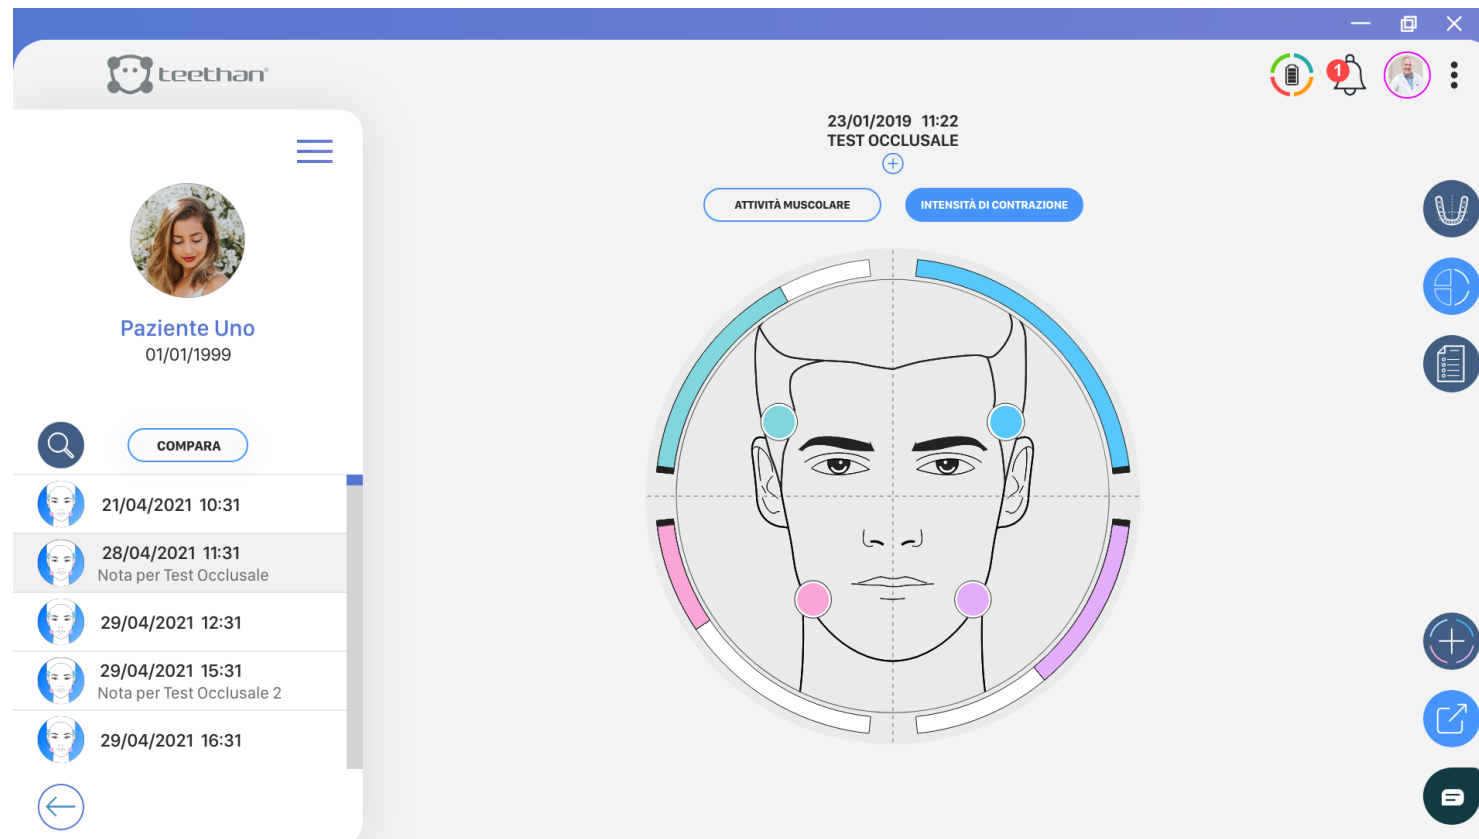 teethan®
1
23/01/2019 11:22
TEST OCCLUSALE
ATTIVITÀ MUSCOLARE
INTENSITÀ DI CONTRAZIONE
Paziente Uno
01/01/1999
COMPARA
21/04/2021 10:31
28/04/2021 11:31
Nota per Test Occlusale
29/04/2021 12:31
29/04/2021 15:31
Nota per Test Occlusale 2
29/04/2021 16:31